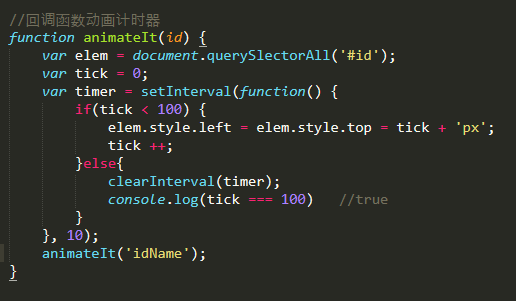 //回调函数动画计时器
function animateIt(id) {
var elem = document.querySlectorAll('#id');
var tick = 0;
var timer = setInterval(function() {
if(tick < 100) {
elem.style.left = elem.style.top = tick + 'px';
tick ++;
}else{
clearInterval(timer);
console.log(tick === 100) //true
}
}, 10);
animateIt('idName');
}